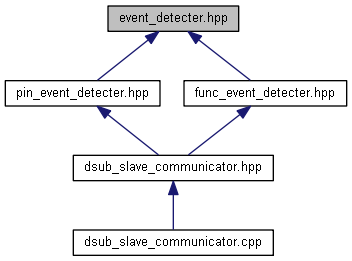 event_detecter.hpp
pin_event_detecter.hpp
func_event_detecter.hpp
dsub_slave_communicator.hpp
dsub_slave_communicator.cpp